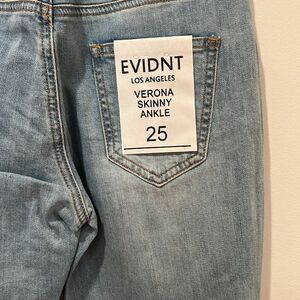 EVIDNT
LOS ANGELES
VERONA
SKINNY
ANKLE
25